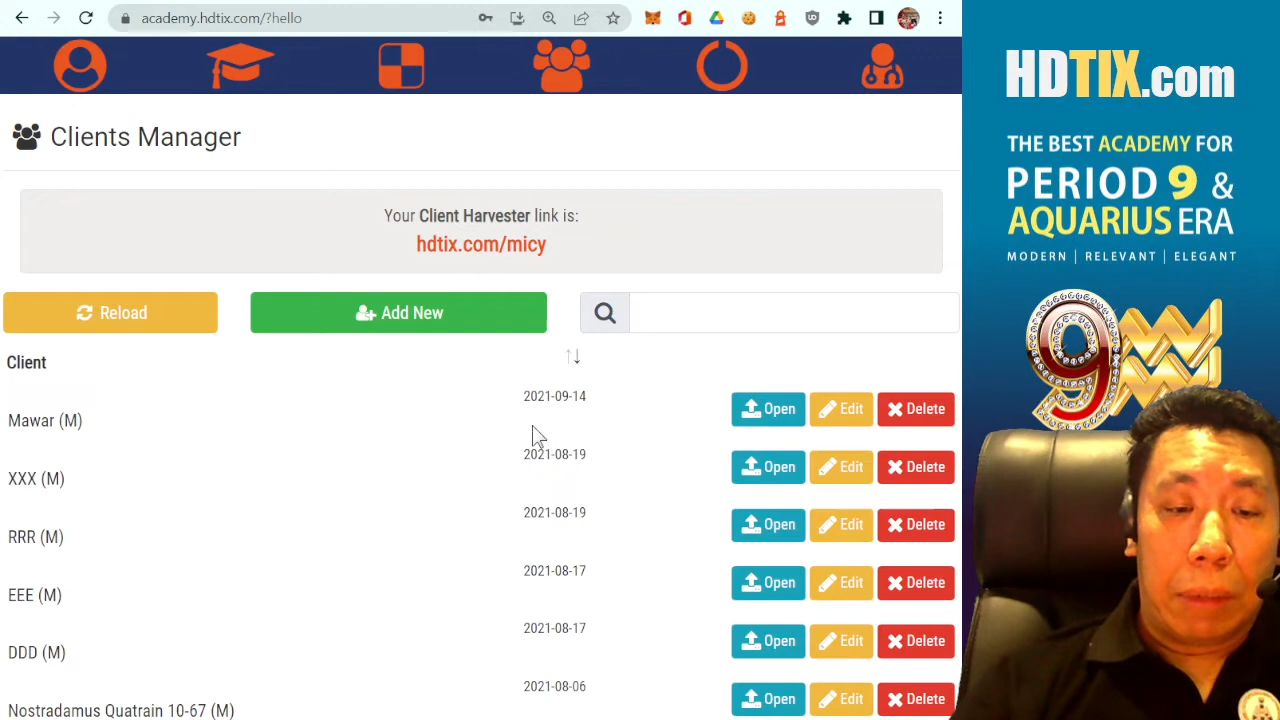 academy.hdtix.com/?hello
Clients Manager
Your Client Harvester link is:
hdtix.com/micy
Reload
Add New
Client
Mawar (M)
2021-09-14
Open
Edit
Delete
XXX (M)
2021-08-19
Open
Edit
Delete
RRR (M)
2021-08-19
Open
Edit
Delete
EEE (M)
2021-08-17
Open
Edit
Delete
DDD (M)
2021-08-17
Open
Edit
Delete
Nostradamus Quatrain 10-67 (M)
2021-08-06
Open
Edit
Delete
HDTIX.com
THE BEST ACADEMY FOR
PERIOD 9 &
AQUARIUS ERA
MODERN | RELEVANT | ELEGANT
9